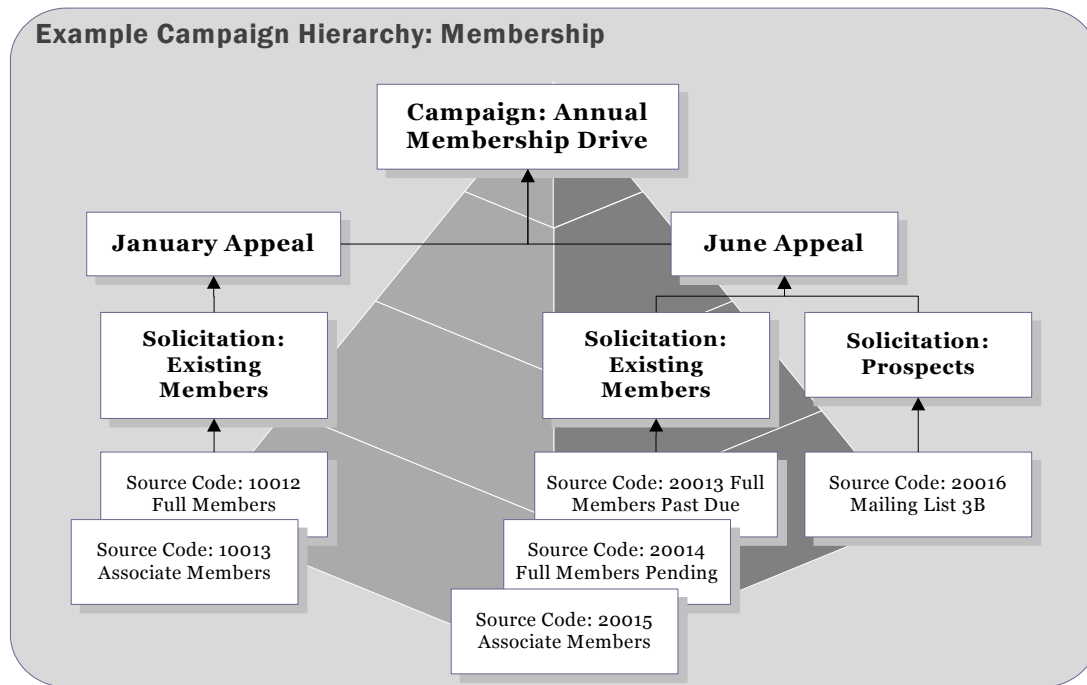 Example Campaign Hierarchy: Membership
Campaign: Annual
Membership Drive
January Appeal
June Appeal
Solicitation:
Existing
Members
Solicitation:
Existing
Members
Solicitation:
Prospects
Source Code: 10012
Full Members
Source Code: 10013
Associate Members
Source Code: 20013 Full
Members Past Due
Source Code: 20014
Full Members Pending
Source Code: 20015
Associate Members
Source Code: 20016
Mailing List 3B